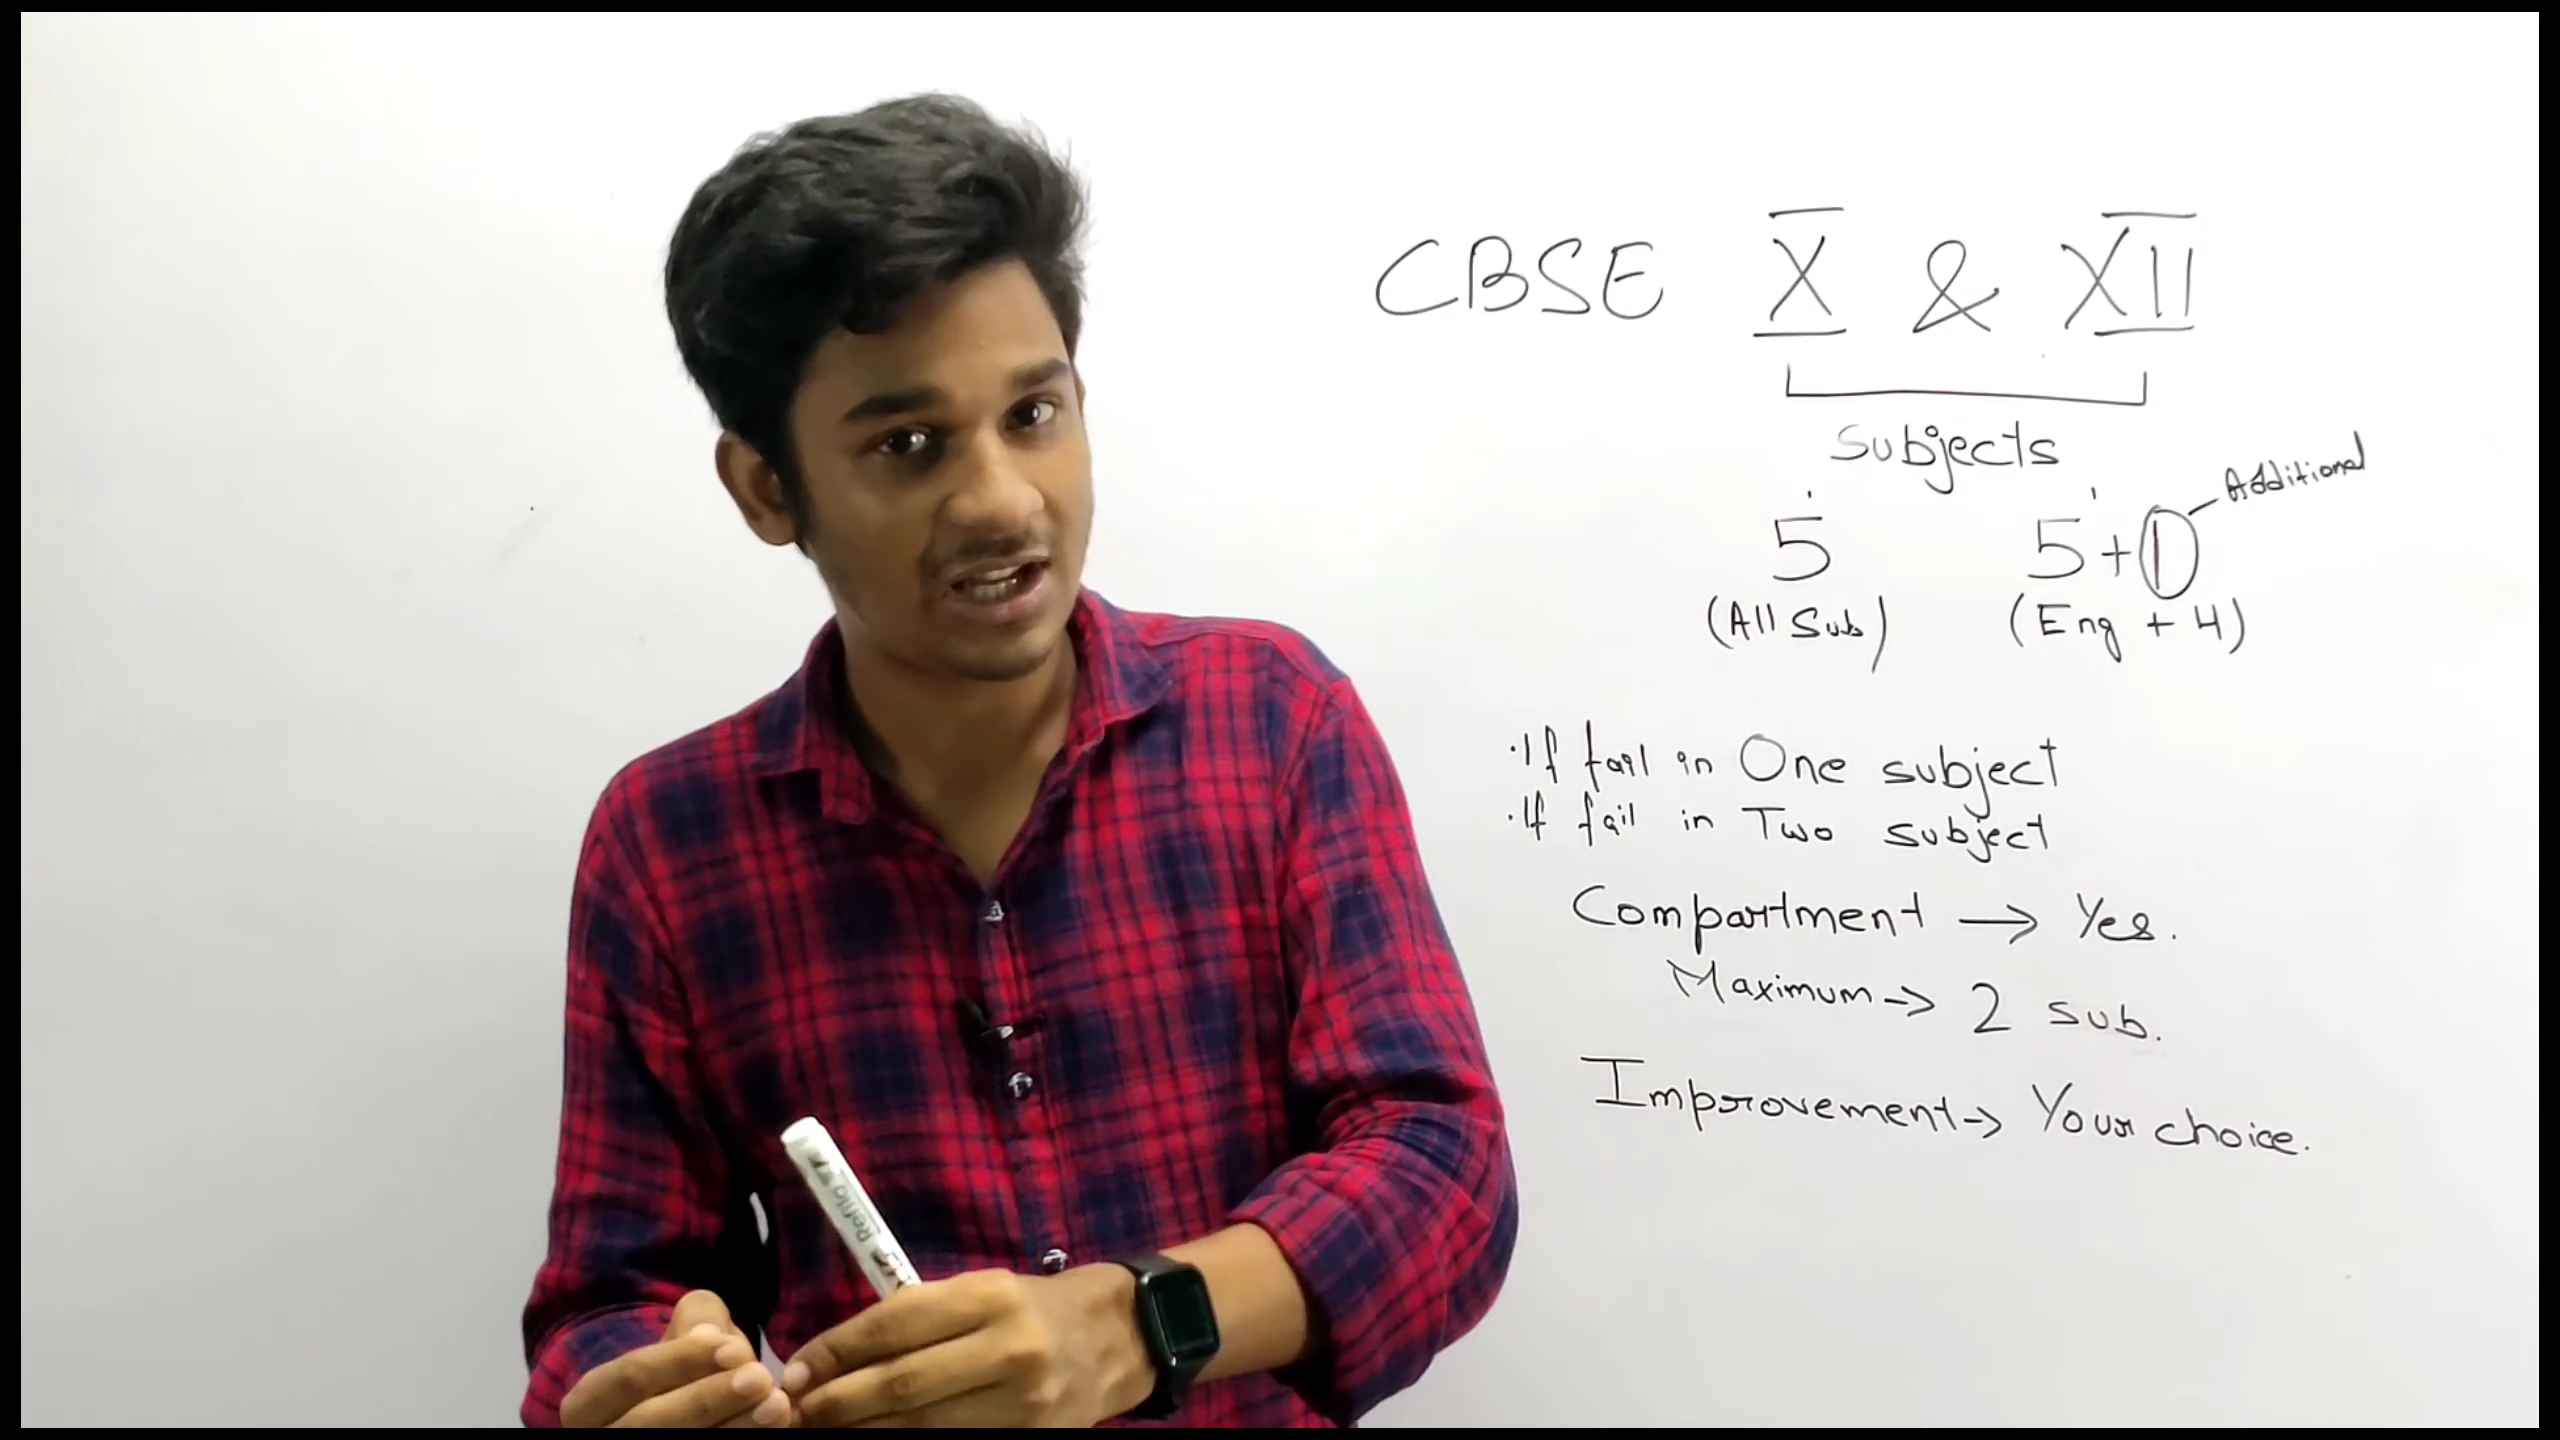 CBSE X & XII
Subjects
Additional
5 5+1
(All Sub) (Eng + 4)
·If fail in One subject
·If fail in Two subject
Compartment → Yes.
Maximum → 2 sub.
Improvement → Your choice.
Refillo